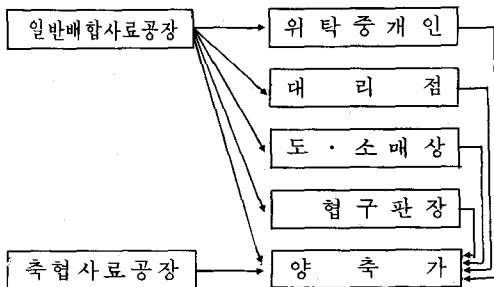 일반배합사료공장
위탁중개인
대리점
도·소매상
협구판장
축협사료공장
양축가